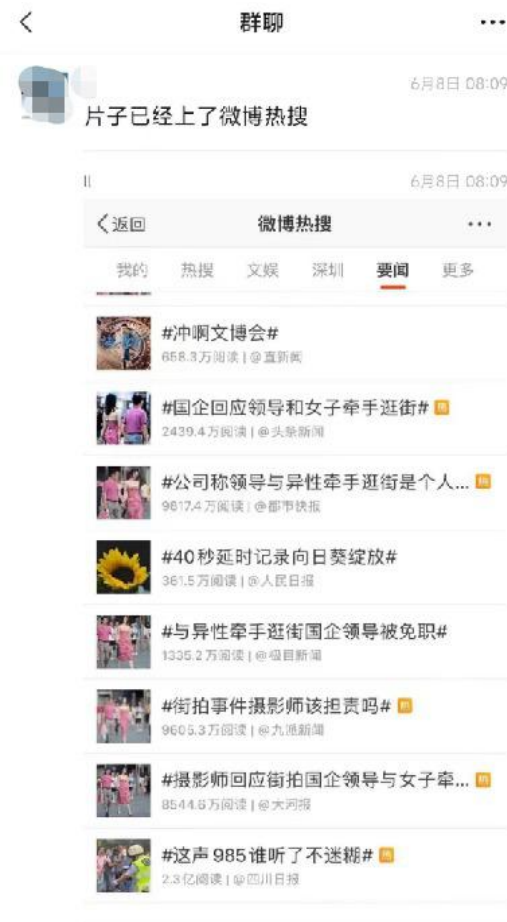 群聊
6月8日 08:09
片子已经上了微博热搜
6月8日 08:09
返回
微博热搜
我的 热搜 文娱 深圳 要闻 更多
#冲啊文博会#
658.3万阅读 | @直新闻
#国企回应领导和女子牵手逛街# 热
2439.4万阅读 | @头条新闻
#公司称领导与异性牵手逛街是个人... 热
9617.4万阅读 | @都市快报
#40秒延时记录向日葵绽放#
361.5万阅读 | @人民日报
#与异性牵手逛街国企领导被免职#
1335.2万阅读 | @极目新闻
#街拍事件摄影师该担责吗# 热
9605.3万阅读 | @九派新闻
#摄影师回应街拍国企领导与女子牵... 热
8544.6万阅读 | @大河报
#这声985谁听了不迷糊# 热
2.3亿阅读 | @四川日报